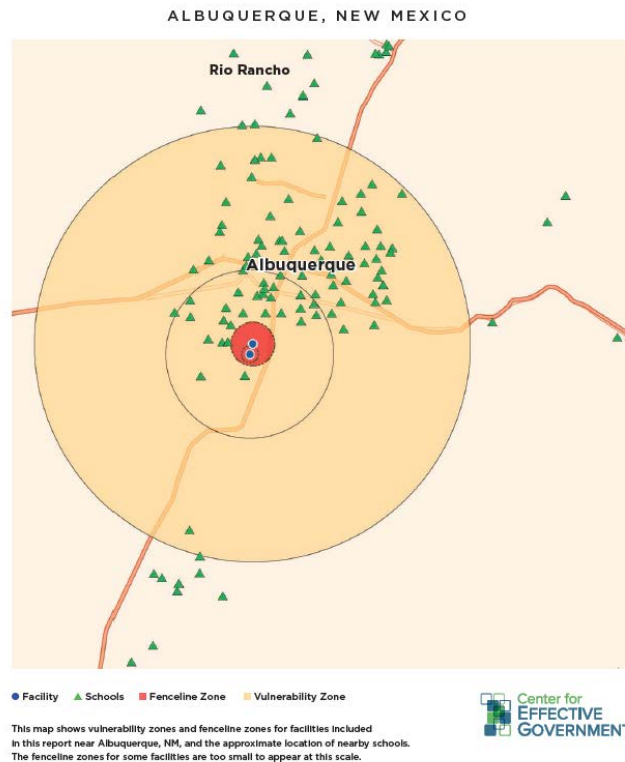 ALBUQUERQUE, NEW MEXICO
Rio Rancho
Albuquerque
Facility Schools Fenceline Zone Vulnerability Zone
This map shows vulnerability zones and fenceline zones for facilities included
in this report near Albuquerque, NM, and the approximate location of nearby schools.
The fenceline zones for some facilities are too small to appear at this scale.
Center for
EFFECTIVE
GOVERNMENT